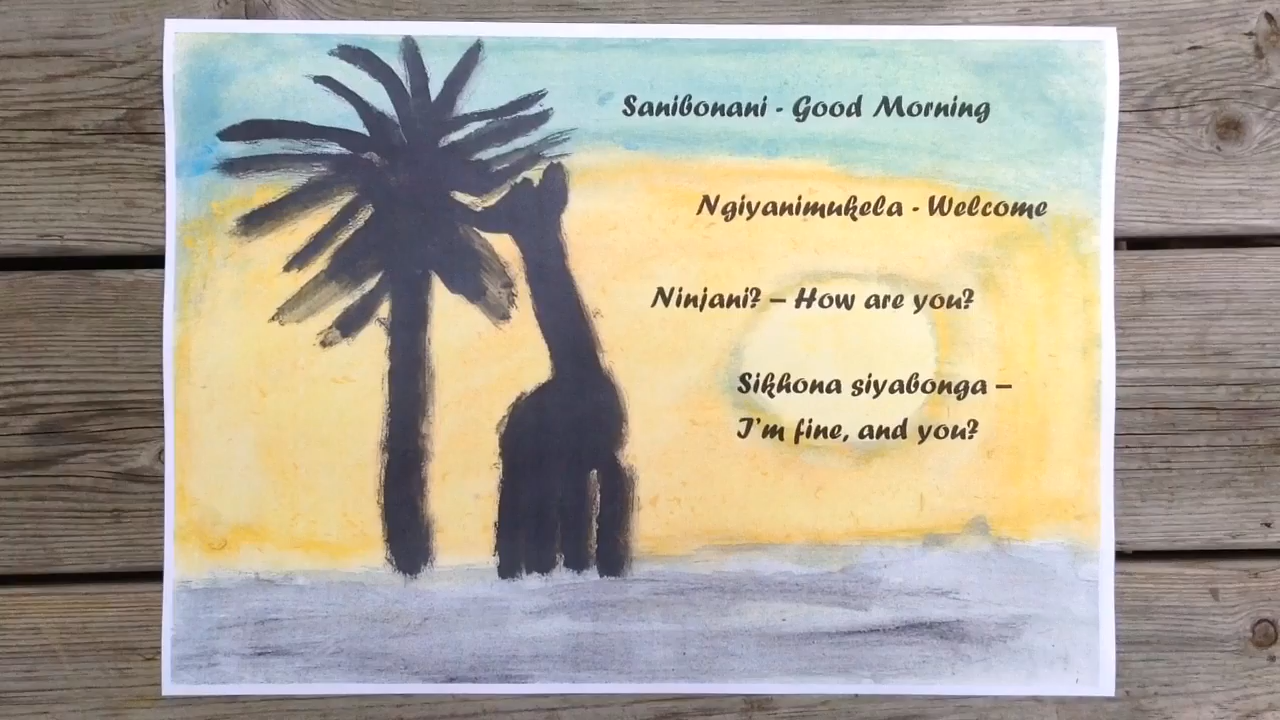 Sanibonani - Good Morning
Ngiyanimukela - Welcome
Ninjani? – How are you?
Sikhona siyabonga –
I'm fine, and you?